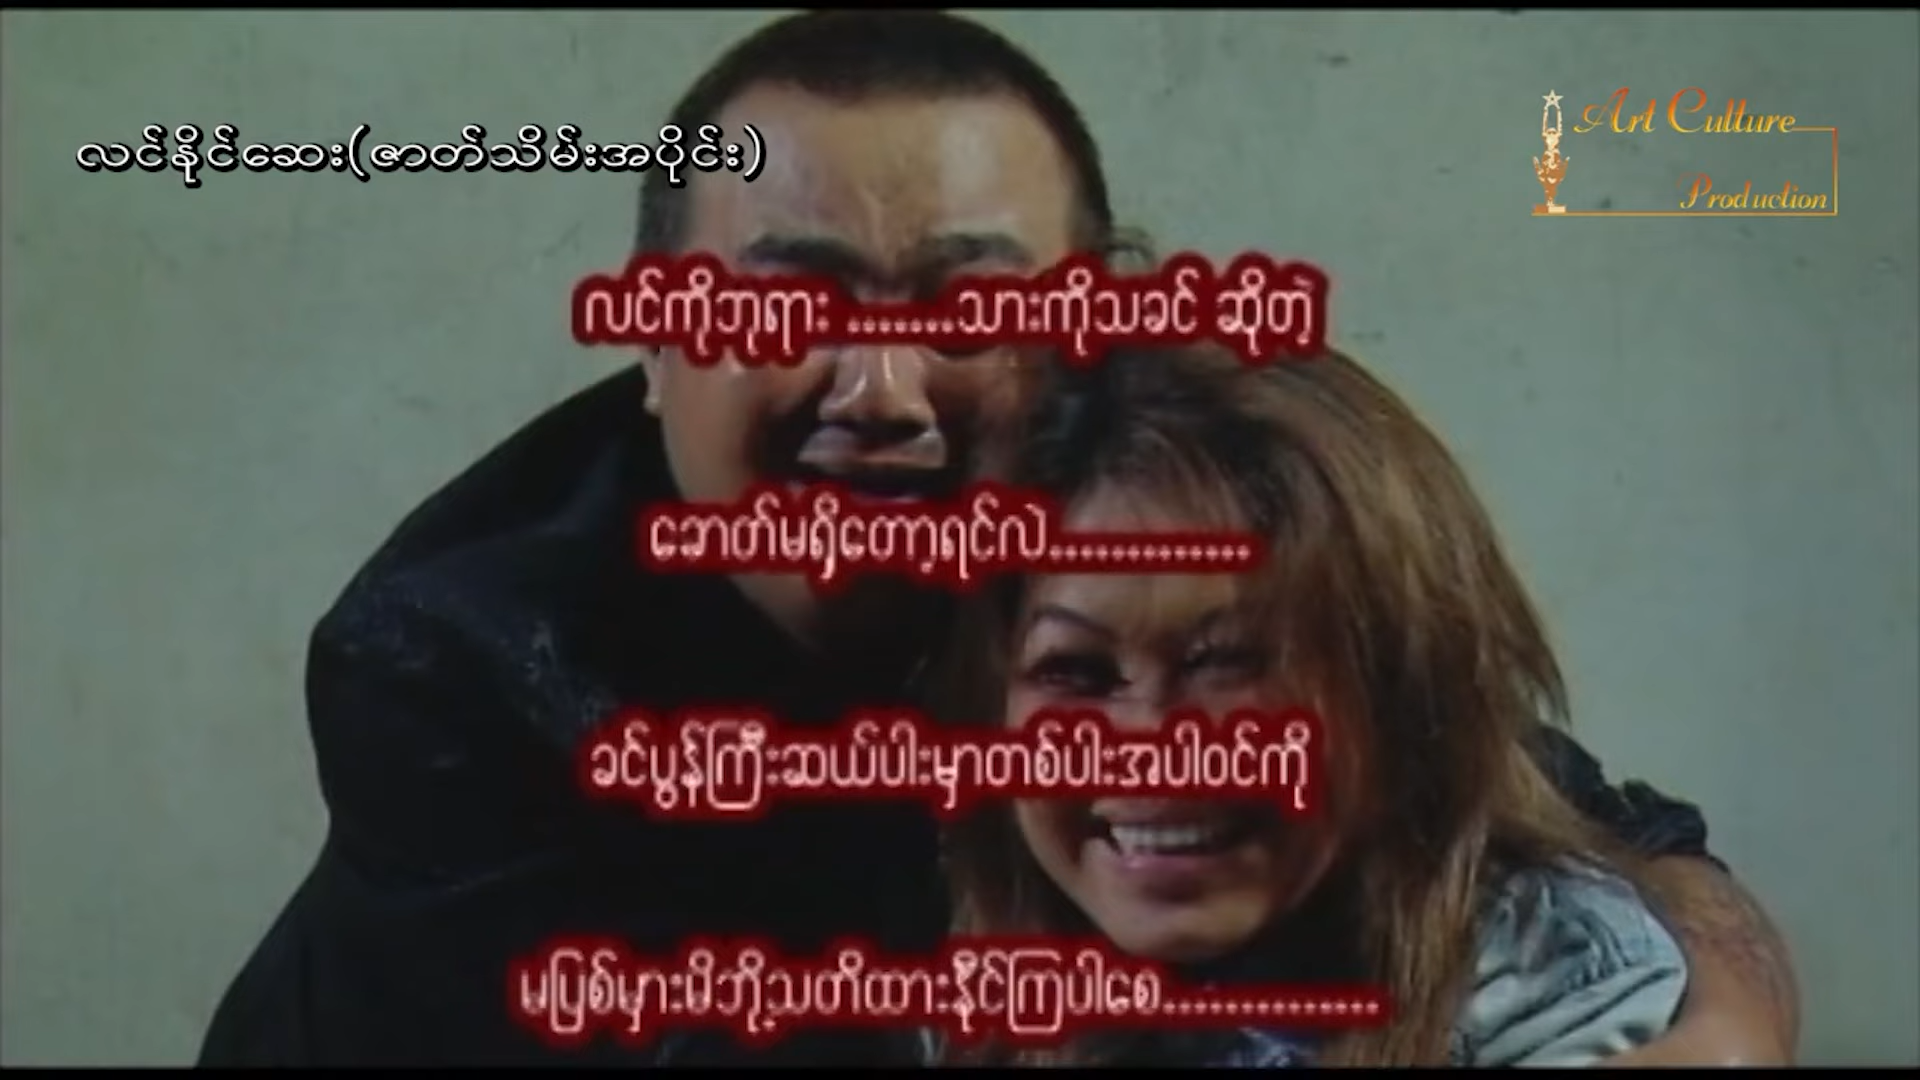 လင်နိုင်ဆေး(ဇာတ်သိမ်းအပိုင်း)
Art Culture
Production
လင်ကိုဘုရား .......သားကိုသခင် ဆိုတဲ့
ခေတ်မရှိတော့ရင်လဲ.............
ခင်ပွန်ကြီးဆယ်ပါးမှာတစ်ပါးအပါဝင်ကို
မပြစ်မှားမိဘို့သတိထားနိုင်ကြပါစေ..............